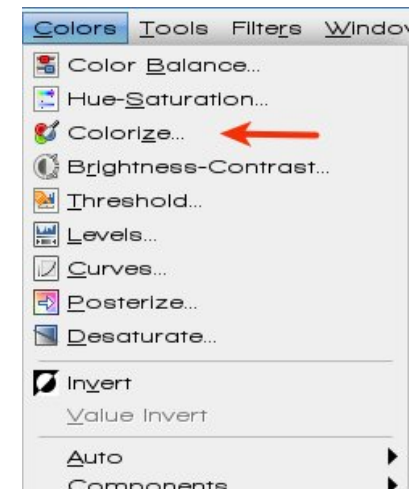 Colors Tools Filters Windov
Color Balance...
Hue-Saturation...
Colorize...
Brightness-Contrast...
Threshold...
Levels...
Curves...
Posterize...
Desaturate...
Invert
Value Invert
Auto
Components